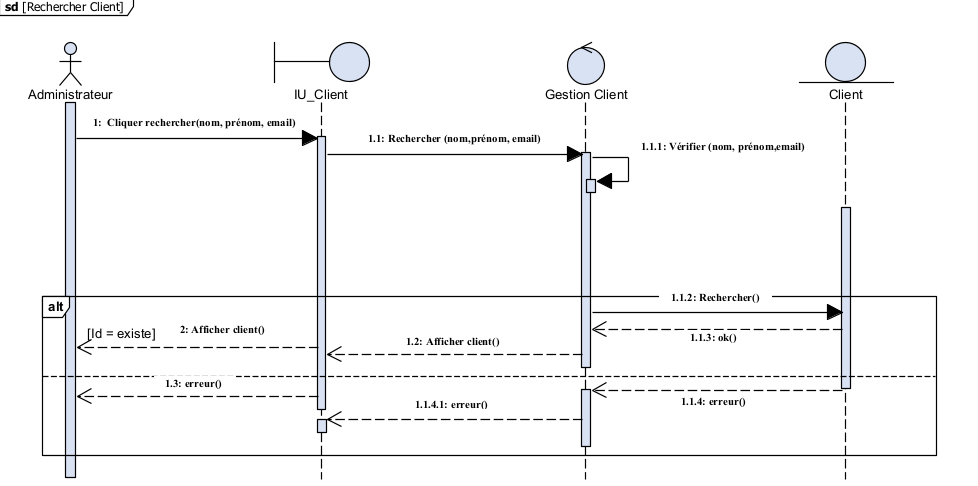 sd [Rechercher Client]
Administrateur
IU_Client
Gestion Client
Client
1: Cliquer rechercher(nom, prénom, email)
1.1: Rechercher (nom,prénom, email)
1.1.1: Vérifier (nom, prénom,email)
alt
1.1.2: Rechercher()
[Id = existe]
2: Afficher client()
1.1.3: ok()
1.2: Afficher client()
1.3: erreur()
1.1.4: erreur()
1.1.4.1: erreur()